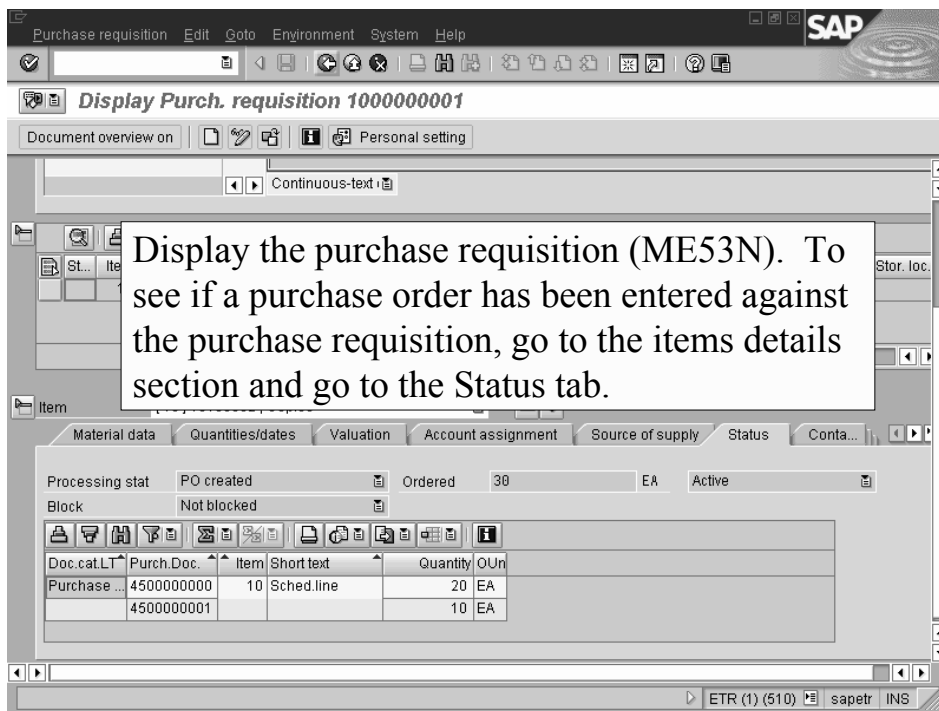 Purchase requisition Edit Goto Environment System Help
SAP
Display Purch. requisition 1000000001
Document overview on Personal setting
Continuous-text
St... Ite
Stor. loc.
Display the purchase requisition (ME53N). To
see if a purchase order has been entered against
the purchase requisition, go to the items details
section and go to the Status tab.
Item
Material data Quantities/dates Valuation Account assignment Source of supply Status Conta...
Processing stat PO created Ordered 30 EA Active
Block Not blocked
Doc.cat.LT Purch.Doc. Item Short text Quantity OUn
Purchase ... 4500000000 10 Sched.line 20 EA
4500000001 10 EA
ETR (1) (510) sapetr INS